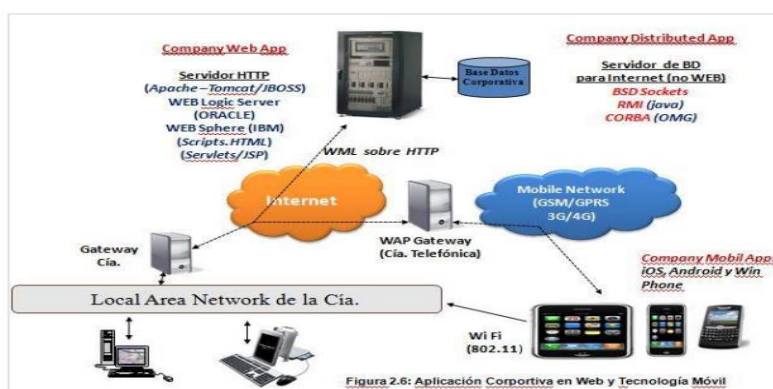 Company Web App
Servidor HTTP
(Apache –Tomcat/JBOSS)
WEB Logic Server
(ORACLE)
WEB Sphere (IBM)
(Scripts.HTML)
(Servlets/JSP)
Base Datos
Corporativa
Company Distributed App
Servidor de BD
para Internet (no WEB)
BSD Sockets
RMI (java)
CORBA (OMG)
WML sobre HTTP
Internet
Mobile Network
(GSM/GPRS
3G/4G)
Gateway
Cía.
WAP Gateway
(Cía. Telefónica)
Company Mobil App:
iOS, Android y Win
Phone
Local Area Network de la Cía.
Wi Fi
(802.11)
Figura 2.6: Aplicación Corportiva en Web y Tecnología Móvil